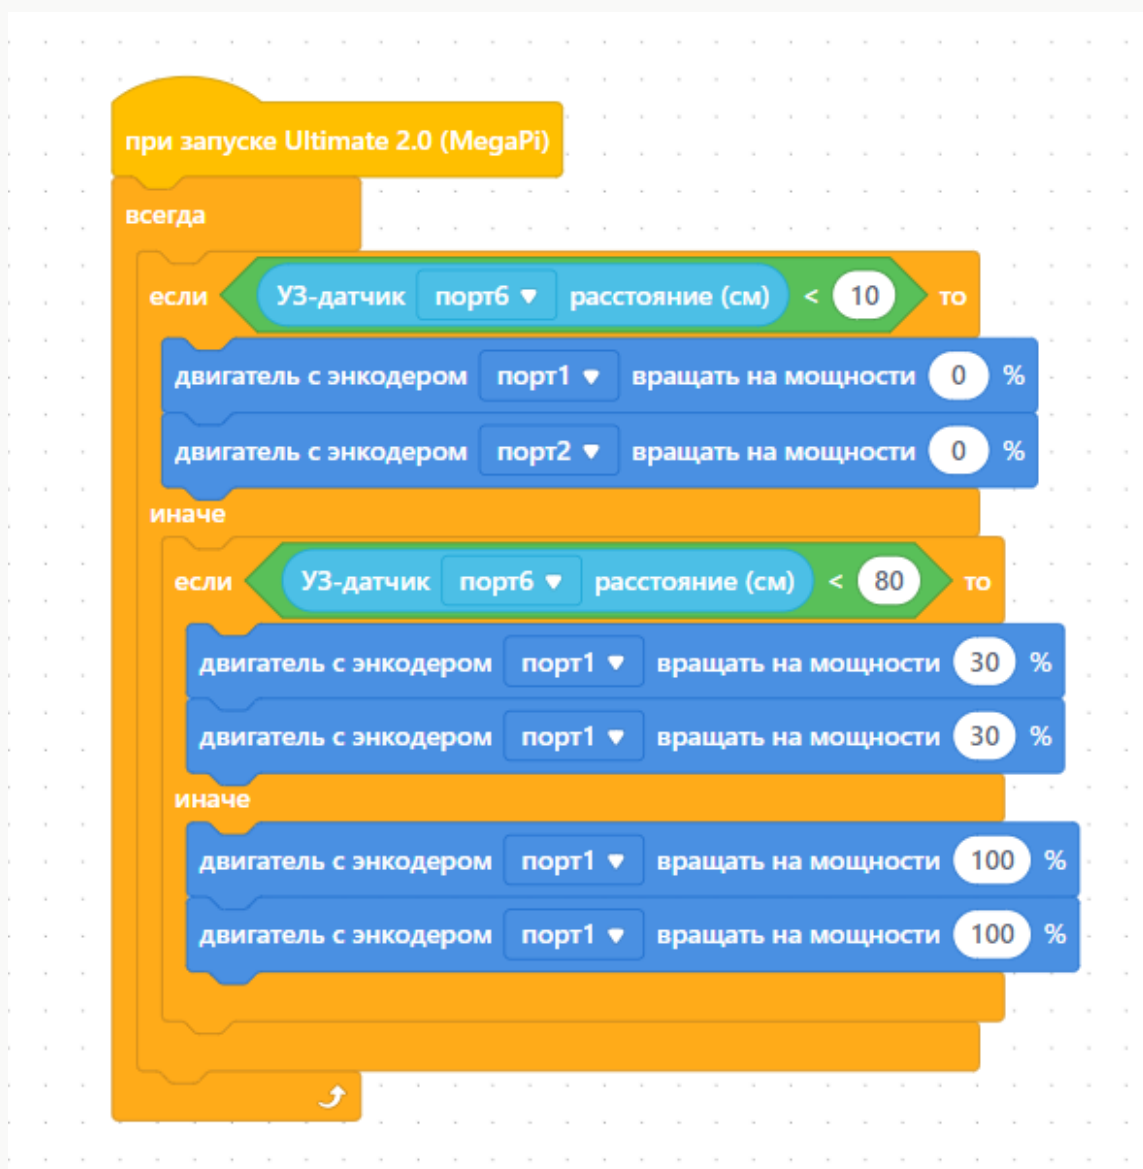 при запуске Ultimate 2.0 (MegaPi)
всегда
если УЗ-датчик порт6 расстояние (см) < 10 то
двигатель с энкодером порт1 вращать на мощности 0 %
двигатель с энкодером порт2 вращать на мощности 0 %
иначе
если УЗ-датчик порт6 расстояние (см) < 80 то
двигатель с энкодером порт1 вращать на мощности 30 %
двигатель с энкодером порт1 вращать на мощности 30 %
иначе
двигатель с энкодером порт1 вращать на мощности 100 %
двигатель с энкодером порт1 вращать на мощности 100 %